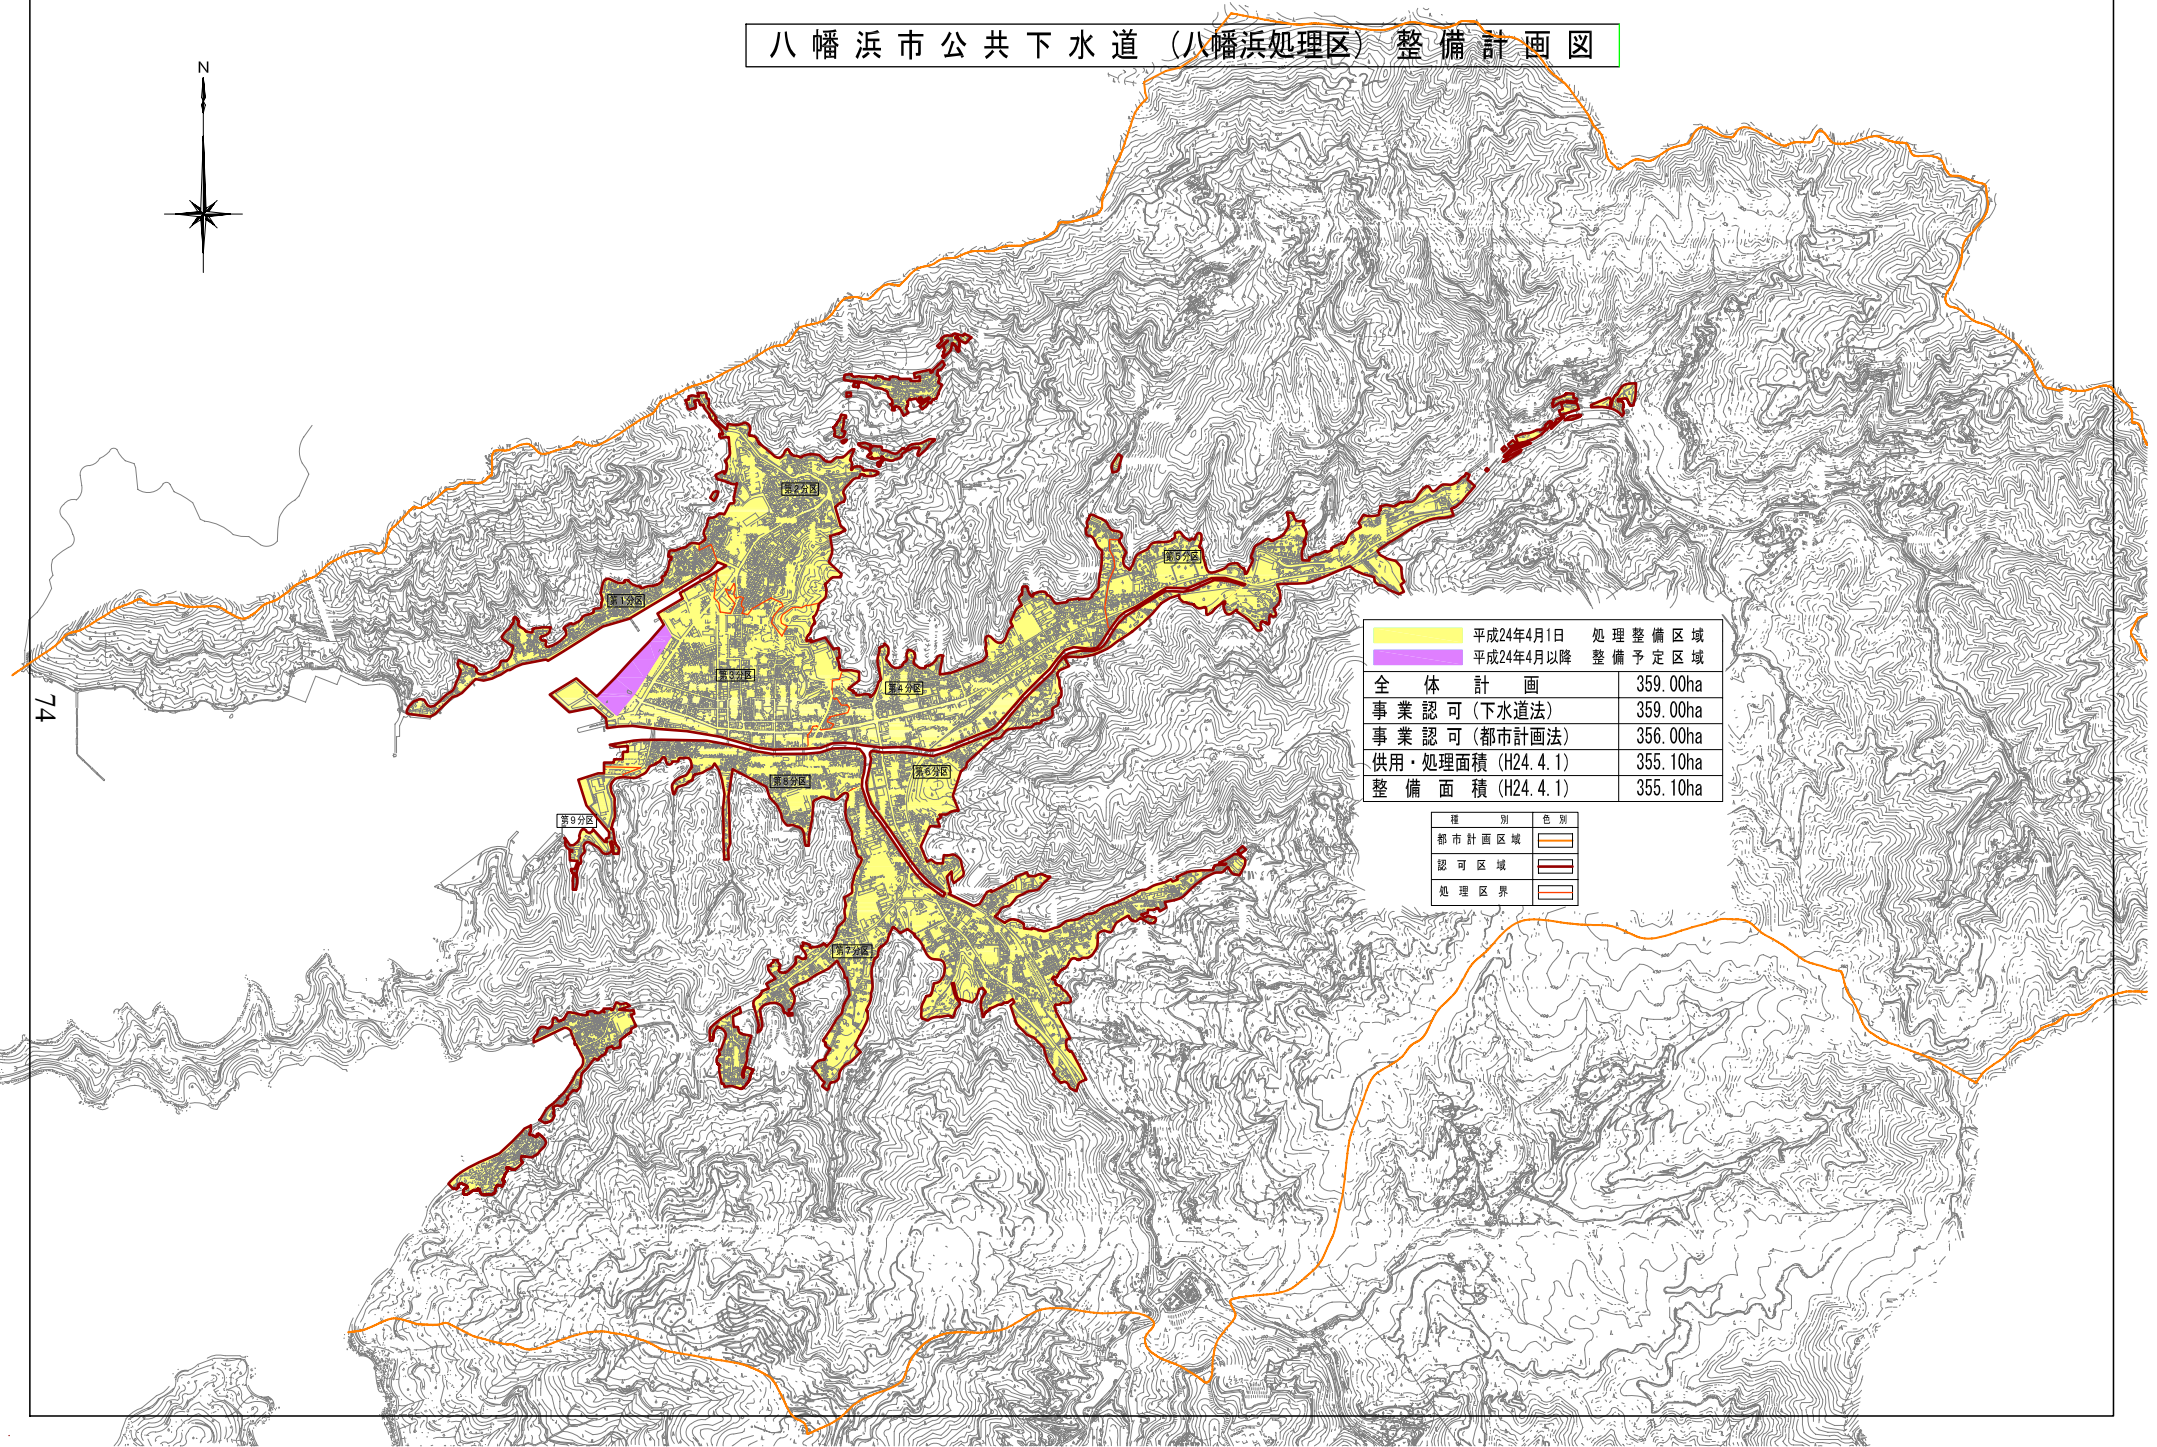 八幡浜市公共下水道（八幡浜処理区）整備計画図
N
第2分区
第5分区
第1分区
第3分区
第4分区
第6分区
第8分区
第9分区
第7分区
平成24年4月1日 処理整備区域
平成24年4月以降 整備予定区域
全体計画 359.00ha
事業認可(下水道法) 359.00ha
事業認可(都市計画法) 356.00ha
供用・処理面積(H24.4.1) 355.10ha
整備面積(H24.4.1) 355.10ha
種別 色別
都市計画区域
認可区域
処理区界
74